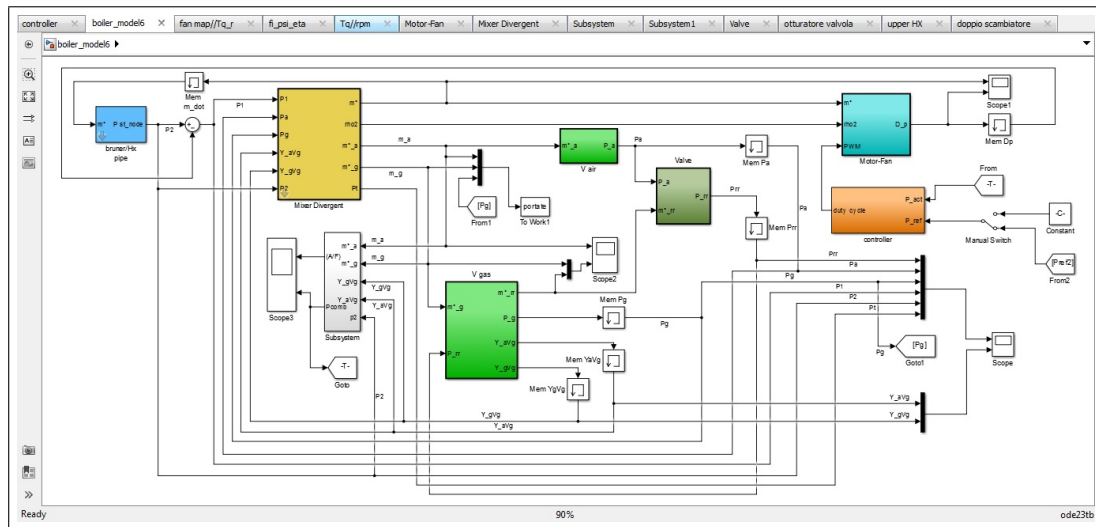 controller
boiler_model6
fan map//Tq_r
fi_psi_eta
Tq//rpm
Motor-Fan
Mixer Divergent
Subsystem
Subsystem1
Valve
otturatore valvola
upper HX
doppio scambiatore
boiler_model6
Mem
m_dot
P2
P1
m*
P_st_node
bruner/Hx
pipe
P1
Pa
Pg
Y_aVg
Y_gVg
P2
m*
rho2
m*_a
m*_g
Pt
Mixer Divergent
m_a
m_g
[Pg]
From1
portate
To Work1
m*_a
P_a
V air
Pa
Mem Pa
Valve
P_a
m*_rr
P_rr
Prr
Mem Prr
Pa
m*
rho2
PWM
D_p
Motor-Fan
Scope1
Mem Dp
From
-T-
duty cycle
P_act
P_ref
controller
Manual Switch
-C-
Constant
[Pref2]
From2
Scope3
(A/F)
Pcomb
m*_a
m*_g
Y_gVg
Y_aVg
p2
Subsystem
m_a
m_g
Y_gVg
Y_aVg
-T-
Goto
P2
V gas
m*_g
P_rr
m*_rr
P_g
Y_aVg
Y_gVg
Scope2
Mem Pg
Pg
Mem YaVg
Mem YgVg
Y_gVg
Y_aVg
Prr
Pa
Pg
P1
P2
Pt
Pg
[Pg]
Goto1
Scope
Y_aVg
Y_gVg
Ready
90%
ode23tb